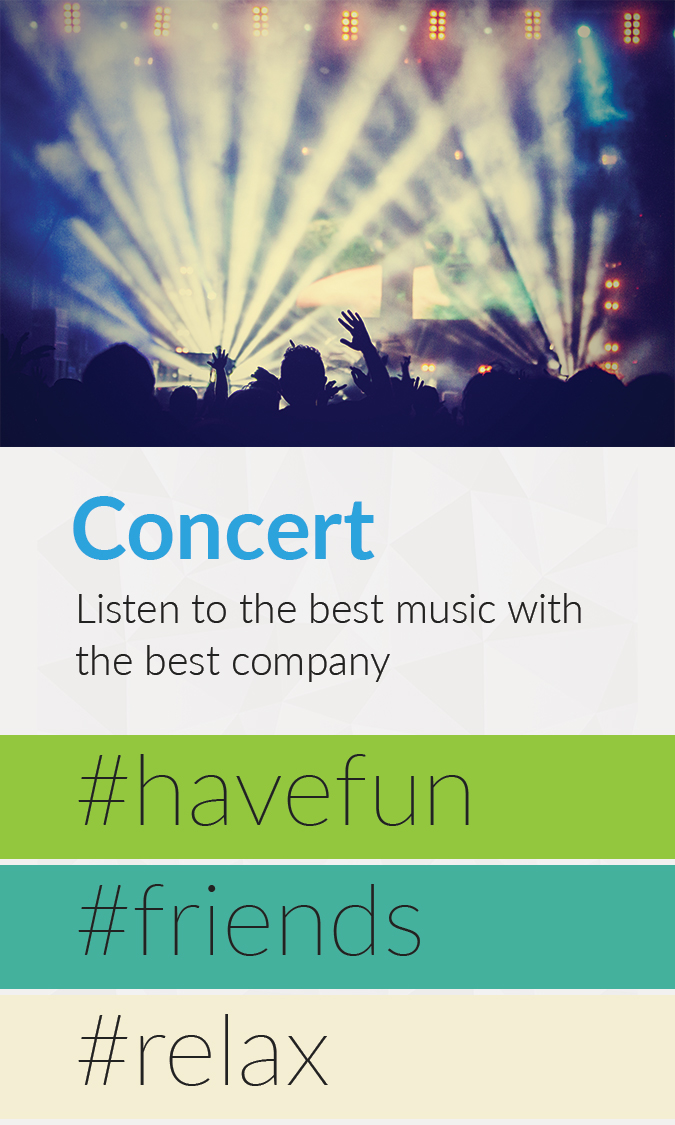 Concert
Listen to the best music with
the best company
#havefun
#friends
#relax